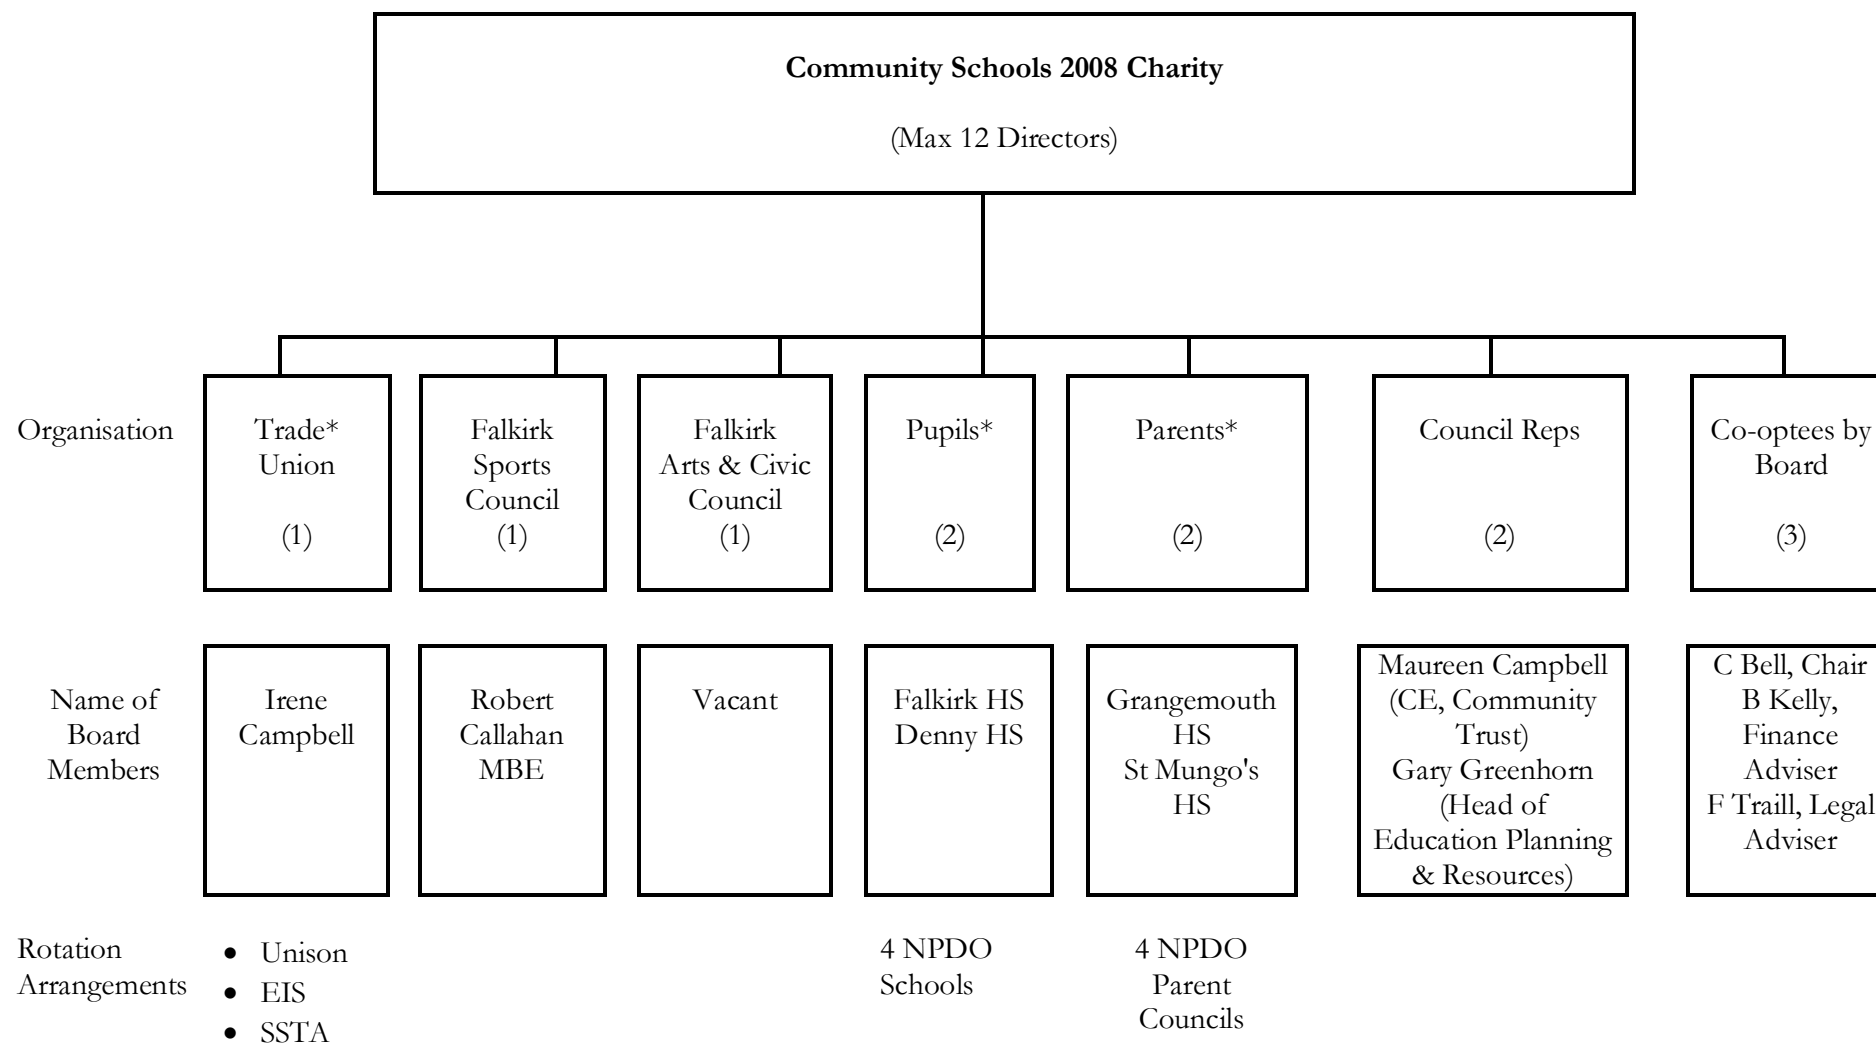 Community Schools 2008 Charity
(Max 12 Directors)
Organisation
Trade*
Union
(1)
Falkirk
Sports
Council
(1)
Falkirk
Arts & Civic
Council
(1)
Pupils*
(2)
Parents*
(2)
Council Reps
(2)
Co-optees by
Board
(3)
Name of
Board
Members
Irene
Campbell
Robert
Callahan
MBE
Vacant
Falkirk HS
Denny HS
Grangemouth
HS
St Mungo's
HS
Maureen Campbell
(CE, Community
Trust)
Gary Greenhorn
(Head of
Education Planning
& Resources)
C Bell, Chair
B Kelly,
Finance
Adviser
F Traill, Legal
Adviser
Rotation
Arrangements
• Unison
• EIS
• SSTA
4 NPDO
Schools
4 NPDO
Parent
Councils